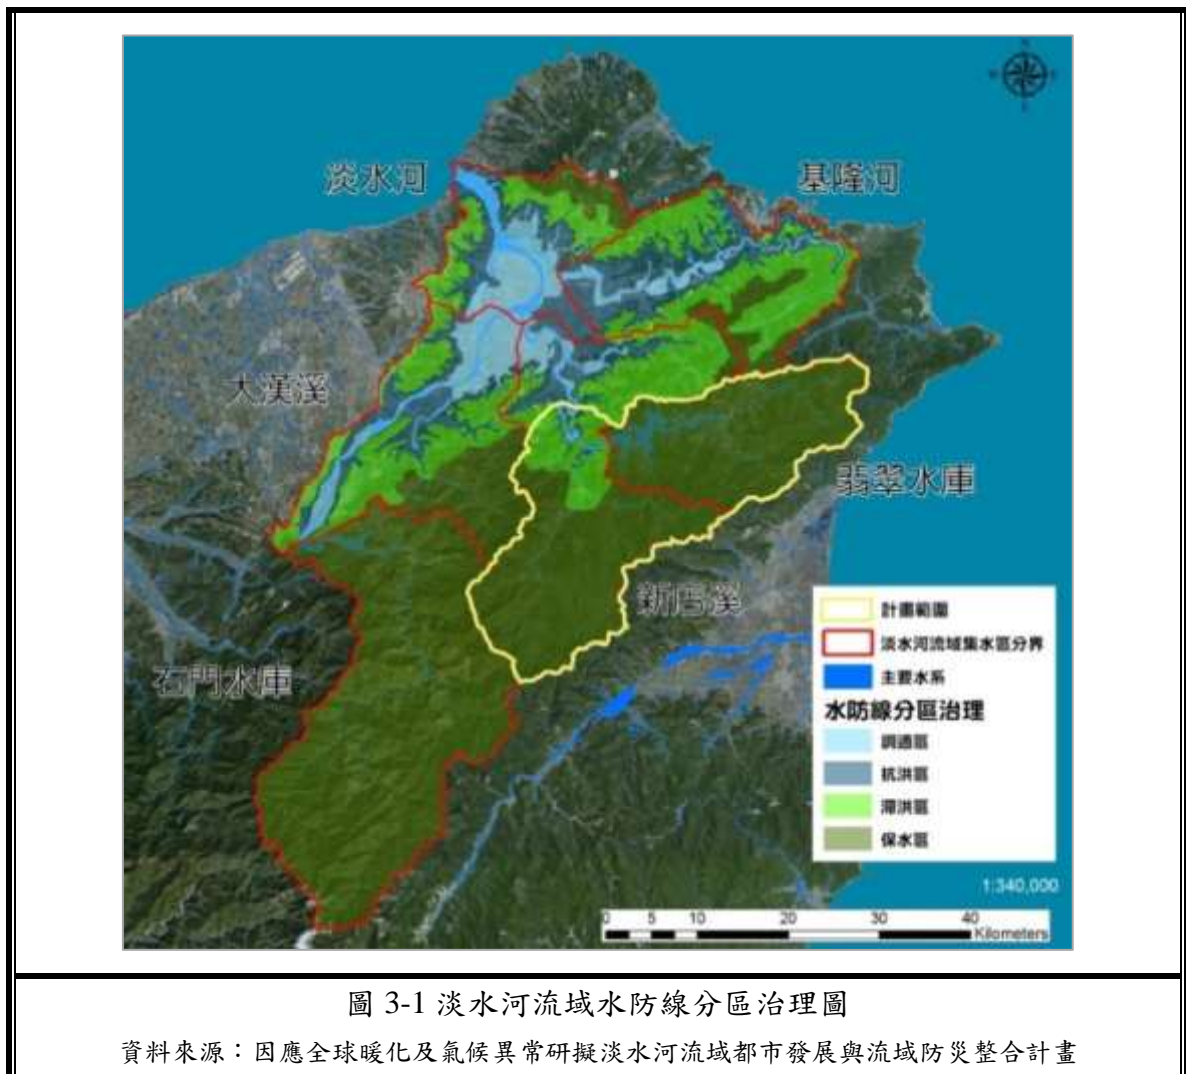 淡水河
基隆河
大漢溪
翡翠水庫
新店溪
石門水庫
計畫範圍
淡水河流域集水區分界
主要水系
水防線分區治理
調適區
抗洪區
滯洪區
保水區
1:340,000
0 5 10 20 30 40
Kilometers
圖 3-1 淡水河流域水防線分區治理圖
資料來源：因應全球暖化及氣候異常研擬淡水河流域都市發展與流域防災整合計畫